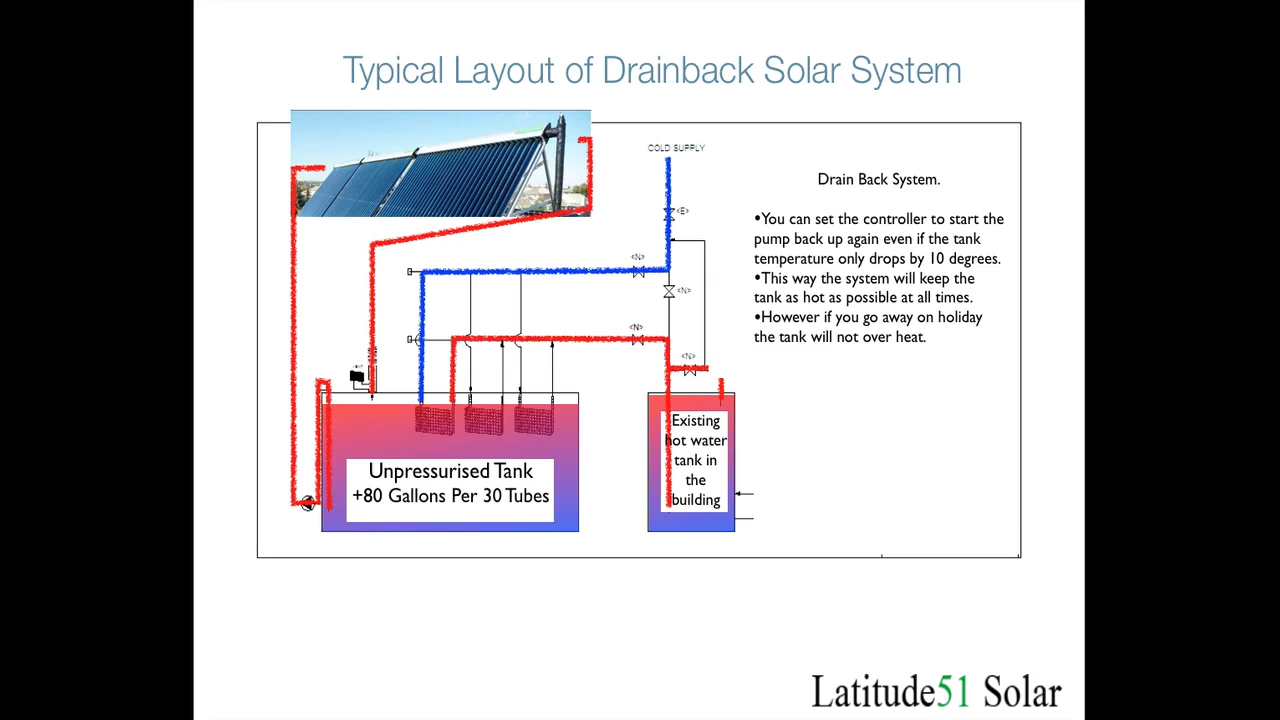 Typical Layout of Drainback Solar System
COLD SUPPLY
Drain Back System.
<E>
•You can set the controller to start the
pump back up again even if the tank
temperature only drops by 10 degrees.
•This way the system will keep the
tank as hot as possible at all times.
•However if you go away on holiday
the tank will not over heat.
<N>
<N>
<N>
<N>
Existing
hot water
tank in
the
building
Unpressurised Tank
+80 Gallons Per 30 Tubes
Latitude51 Solar